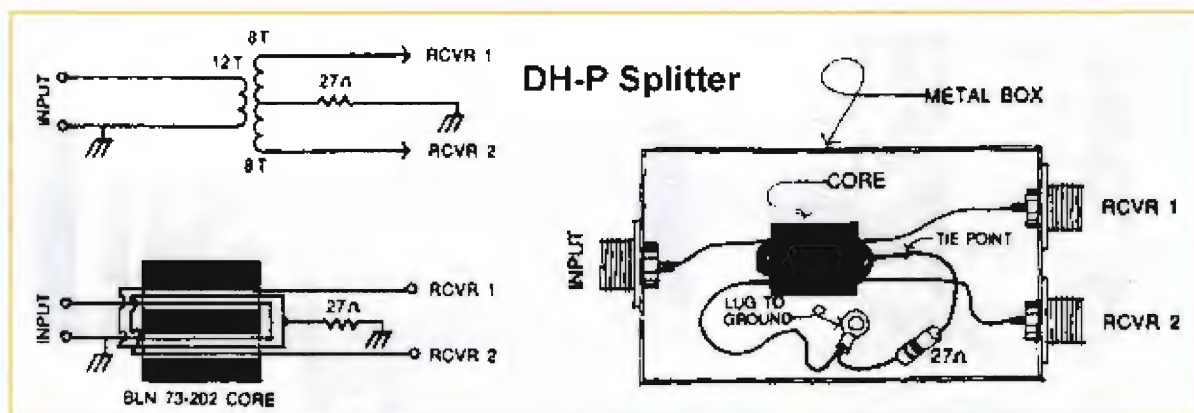 8T
12T
RCVR 1
INPUT
27Ω
8T
RCVR 2
DH-P Splitter
METAL BOX
CORE
INPUT
TIE POINT
LUG TO
GROUND
27Ω
RCVR 1
RCVR 2
INPUT
RCVR 1
27Ω
RCVR 2
BLN 73-202 CORE